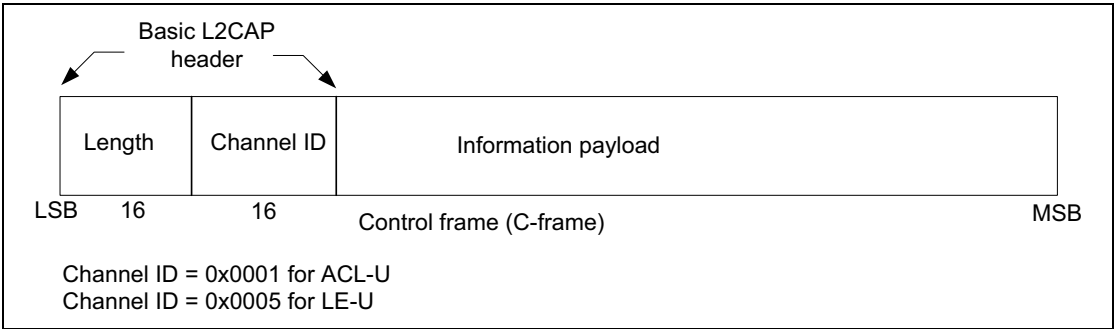 Basic L2CAP
header
Length
Channel ID
Information payload
LSB
16
16
Control frame (C-frame)
MSB
Channel ID = 0x0001 for ACL-U
Channel ID = 0x0005 for LE-U